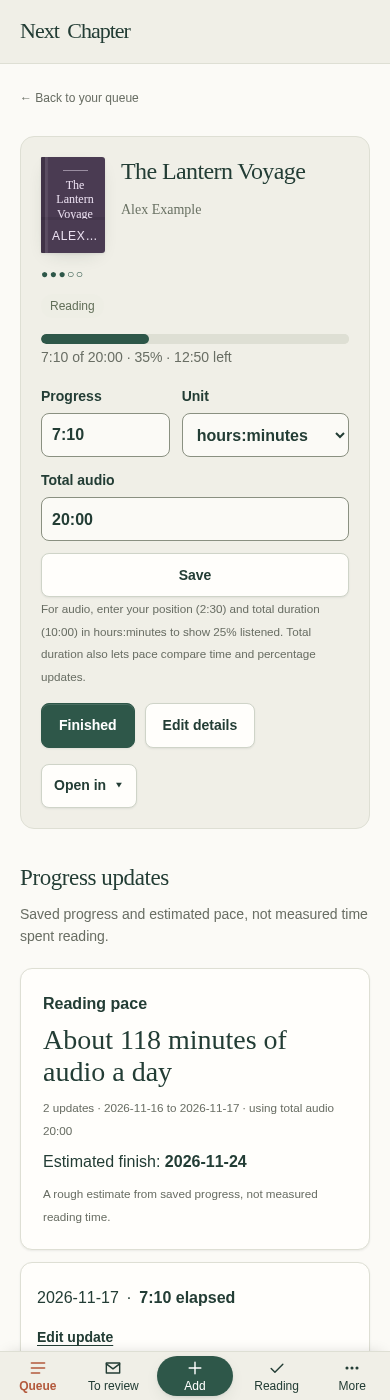 Next Chapter
← Back to your queue
The
Lantern
Voyage
ALEX...
The Lantern Voyage
Alex Example
Reading
7:10 of 20:00 · 35% · 12:50 left
Progress
Unit
7:10
hours:minutes
Total audio
20:00
Save
For audio, enter your position (2:30) and total duration
(10:00) in hours:minutes to show 25% listened. Total
duration also lets pace compare time and percentage
updates.
Finished
Edit details
Open in
Progress updates
Saved progress and estimated pace, not measured time
spent reading.
Reading pace
About 118 minutes of
audio a day
2 updates · 2026-11-16 to 2026-11-17 · using total audio
20:00
Estimated finish: 2026-11-24
A rough estimate from saved progress, not measured
reading time.
2026-11-17 · 7:10 elapsed
Edit update
Queue
To review
Add
Reading
More